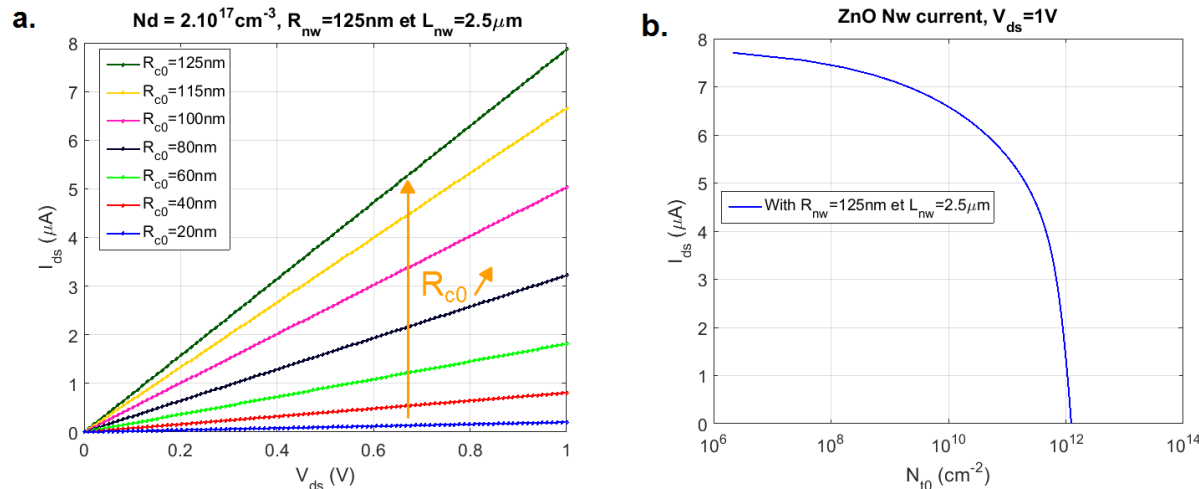 a.
Nd = 2.10^17cm^-3, R_nw=125nm et L_nw=2.5μm
R_c0=125nm
R_c0=115nm
R_c0=100nm
R_c0=80nm
R_c0=60nm
R_c0=40nm
R_c0=20nm
R_c0
I_ds (μA)
8
7
6
5
4
3
2
1
0
0
0.2
0.4
0.6
0.8
1
V_ds (V)
b.
ZnO Nw current, V_ds=1V
With R_nw=125nm et L_nw=2.5μm
I_ds (μA)
8
7
6
5
4
3
2
1
0
10^6
10^8
10^10
10^12
10^14
N_t0 (cm^-2)